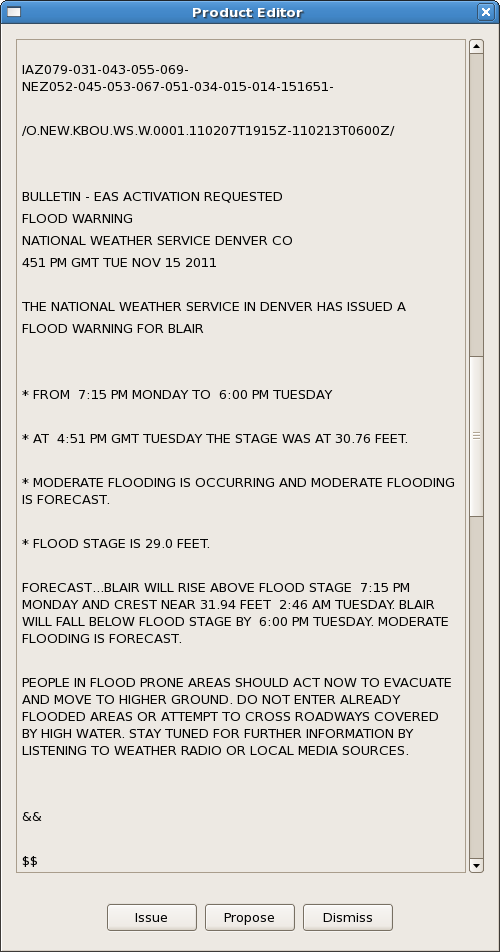 Product Editor
IAZ079-031-043-055-069-
NEZ052-045-053-067-051-034-015-014-151651-
/O.NEW.KBOU.WS.W.0001.110207T1915Z-110213T0600Z/
BULLETIN - EAS ACTIVATION REQUESTED
FLOOD WARNING
NATIONAL WEATHER SERVICE DENVER CO
451 PM GMT TUE NOV 15 2011
THE NATIONAL WEATHER SERVICE IN DENVER HAS ISSUED A
FLOOD WARNING FOR BLAIR
* FROM  7:15 PM MONDAY TO  6:00 PM TUESDAY
* AT  4:51 PM GMT TUESDAY THE STAGE WAS AT 30.76 FEET.
* MODERATE FLOODING IS OCCURRING AND MODERATE FLOODING
IS FORECAST.
* FLOOD STAGE IS 29.0 FEET.
FORECAST...BLAIR WILL RISE ABOVE FLOOD STAGE  7:15 PM
MONDAY AND CREST NEAR 31.94 FEET  2:46 AM TUESDAY. BLAIR
WILL FALL BELOW FLOOD STAGE BY  6:00 PM TUESDAY. MODERATE
FLOODING IS FORECAST.
PEOPLE IN FLOOD PRONE AREAS SHOULD ACT NOW TO EVACUATE
AND MOVE TO HIGHER GROUND. DO NOT ENTER ALREADY
FLOODED AREAS OR ATTEMPT TO CROSS ROADWAYS COVERED
BY HIGH WATER. STAY TUNED FOR FURTHER INFORMATION BY
LISTENING TO WEATHER RADIO OR LOCAL MEDIA SOURCES.
&&
$$
Issue Propose Dismiss